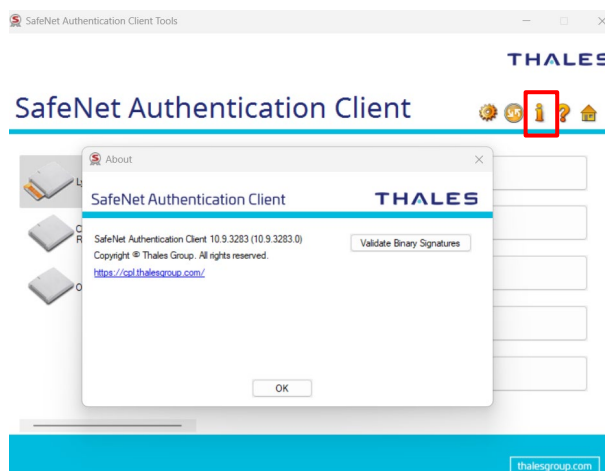 SafeNet Authentication Client Tools
THALES
SafeNet Authentication Client
About
SafeNet Authentication Client
THALES
SafeNet Authentication Client 10.9.3283 (10.9.3283.0)
Validate Binary Signatures
Copyright © Thales Group. All rights reserved.
https://cpl.thalesgroup.com/
OK
thalesgroup.com